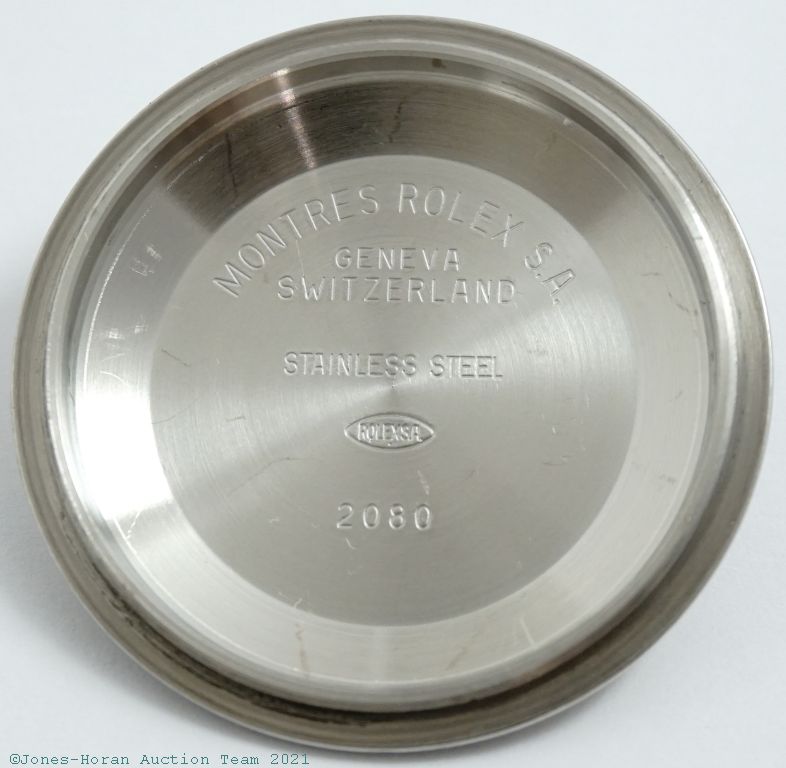 MONTRES ROLEX S.A.
GENEVA
SWITZERLAND
STAINLESS STEEL
ROLEX S.A.
2080
©Jones-Horan Auction Team 2021